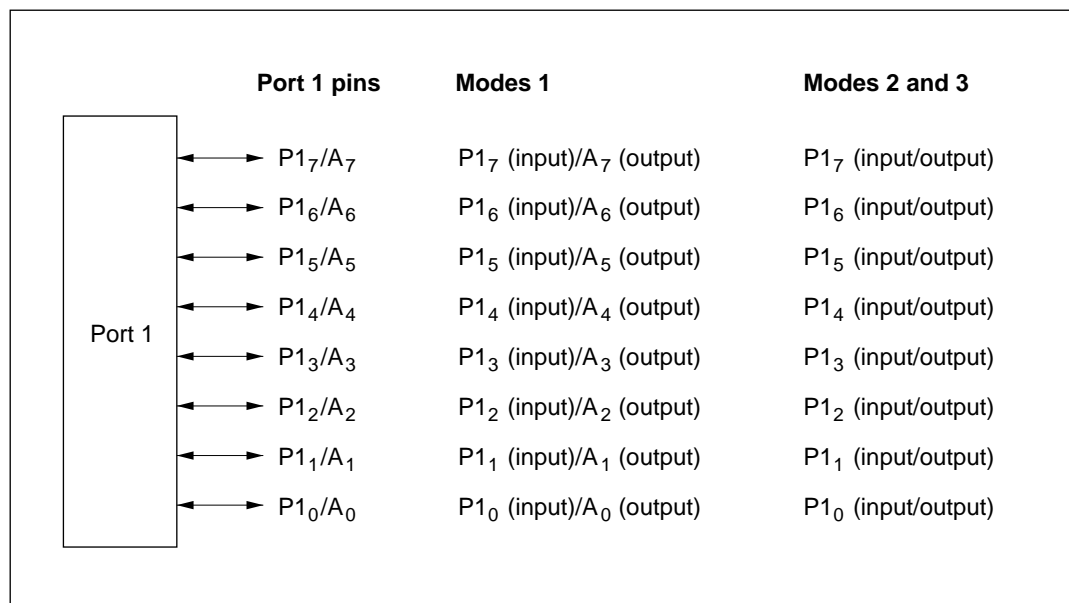 Port 1 pins Modes 1 Modes 2 and 3
P1₇/A₇ P1₇ (input)/A₇ (output) P1₇ (input/output)
P1₆/A₆ P1₆ (input)/A₆ (output) P1₆ (input/output)
P1₅/A₅ P1₅ (input)/A₅ (output) P1₅ (input/output)
P1₄/A₄ P1₄ (input)/A₄ (output) P1₄ (input/output)
Port 1
P1₃/A₃ P1₃ (input)/A₃ (output) P1₃ (input/output)
P1₂/A₂ P1₂ (input)/A₂ (output) P1₂ (input/output)
P1₁/A₁ P1₁ (input)/A₁ (output) P1₁ (input/output)
P1₀/A₀ P1₀ (input)/A₀ (output) P1₀ (input/output)